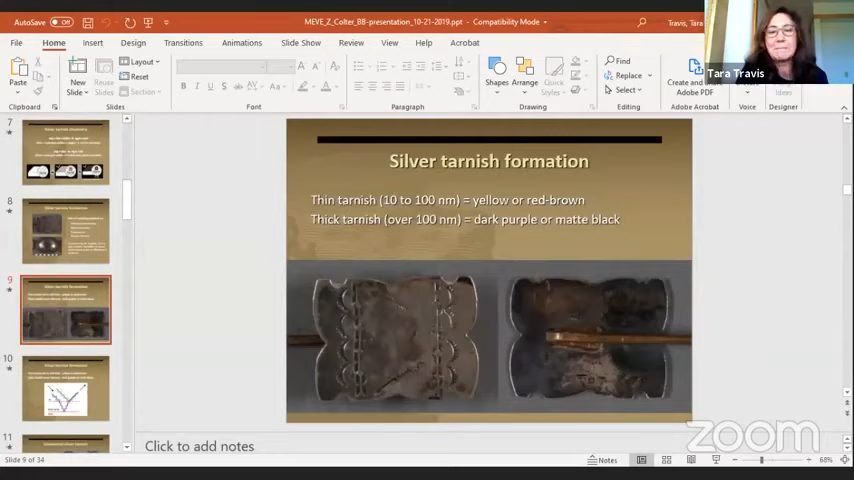 AutoSave Off
MEVE_Z_Colter_BB-presentation_10-21-2019.ppt - Compatibility Mode
Travis, Tara
File Home Insert Design Transitions Animations Slide Show Review View Help Acrobat
Paste
New
Slide
Reuse
Slides
Layout
Reset
Section
Shapes
Arrange
Quick
Styles
Find
Replace
Select
Create and
Adobe PDF
Voice
Ideas
Clipboard
Slides
Font
Paragraph
Drawing
Editing
Adobe Acrobat
Voice
Designer
Tara Travis
7
8
9
10
11
Silver tarnish formation
Thin tarnish (10 to 100 nm) = yellow or red-brown
Thick tarnish (over 100 nm) = dark purple or matte black
zoom
Click to add notes
Slide 9 of 34
Notes
68%